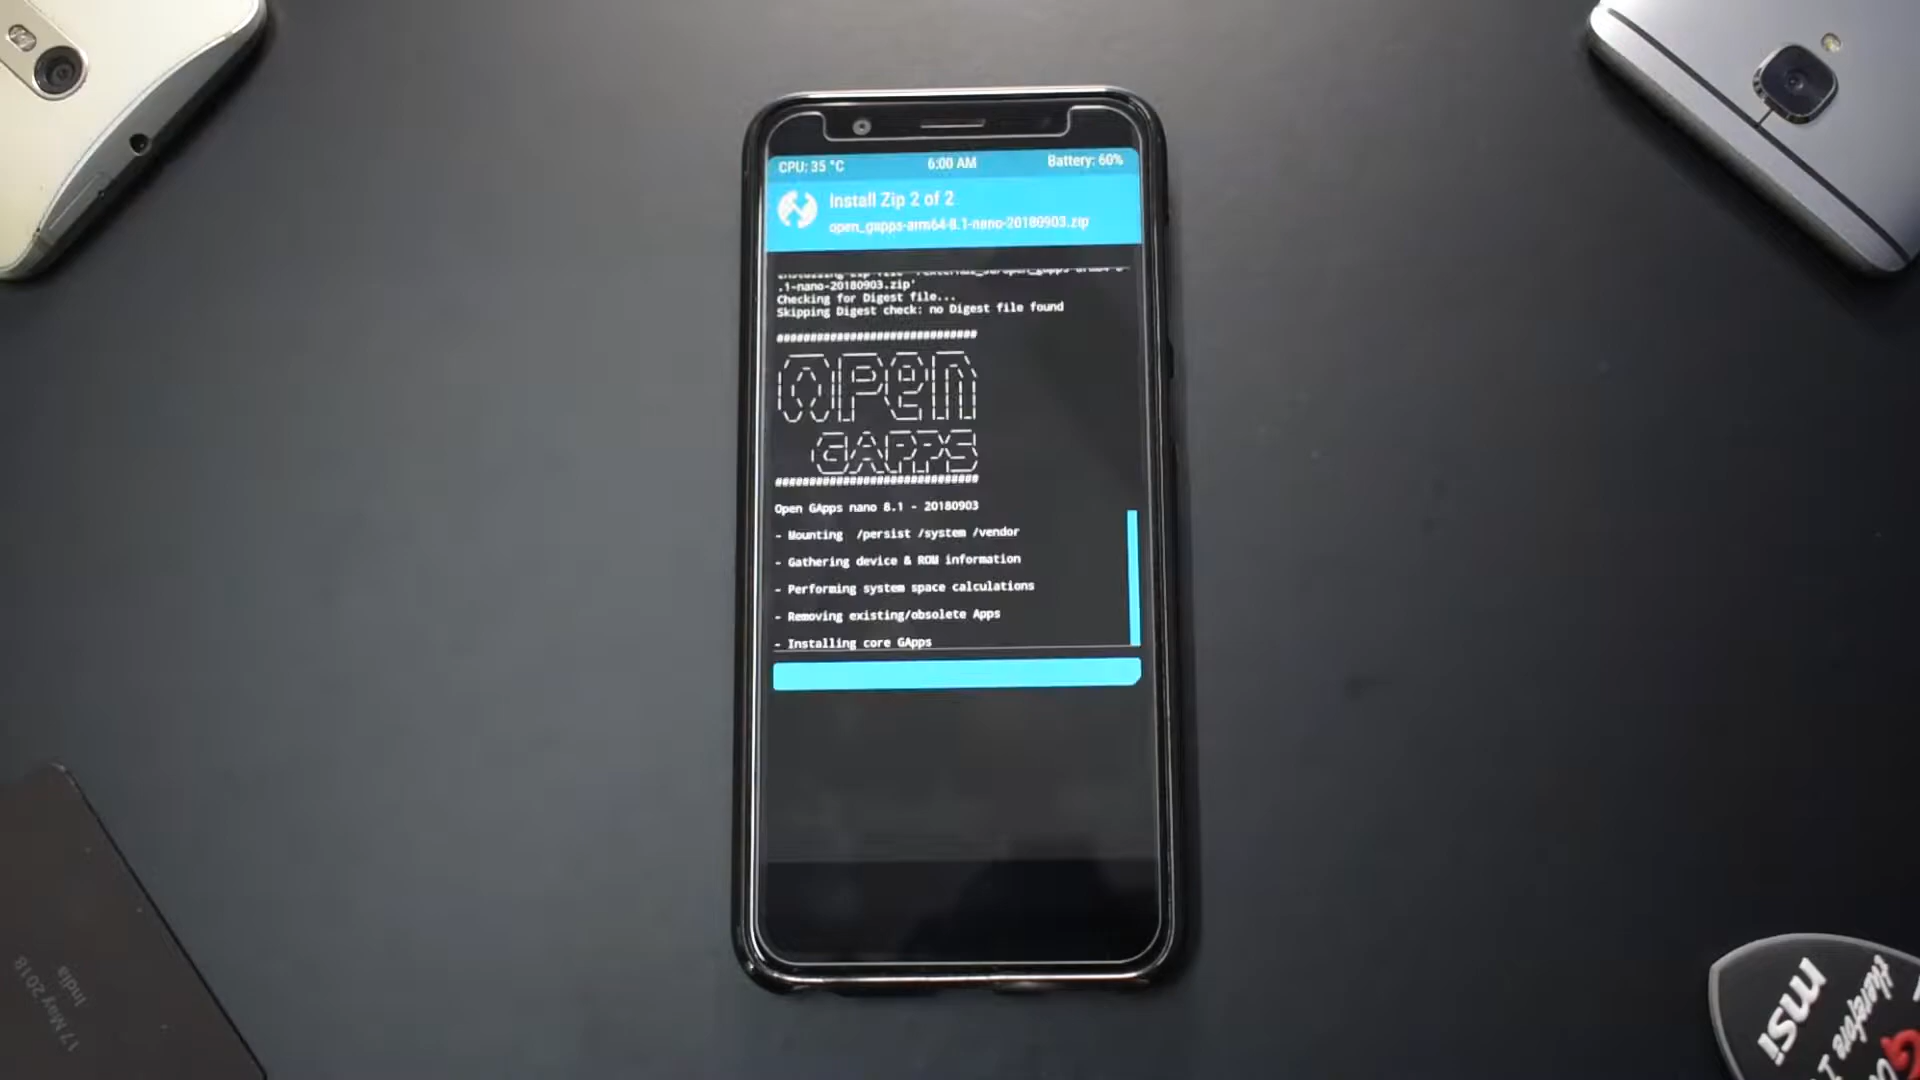 CPU: 35 °C 6:00 AM Battery: 60%
Install Zip 2 of 2
open_gapps-arm64-8.1-nano-20180903.zip
.1-nano-20180903.zip'
Checking for Digest file...
Skipping Digest check: no Digest file found
##############################
OPen
GAPPS
##############################
Open GApps nano 8.1 - 20180903
- Mounting /persist /system /vendor
- Gathering device & ROM information
- Performing system space calculations
- Removing existing/obsolete Apps
- Installing core GApps
17 May 2018
India
msi
therefore I